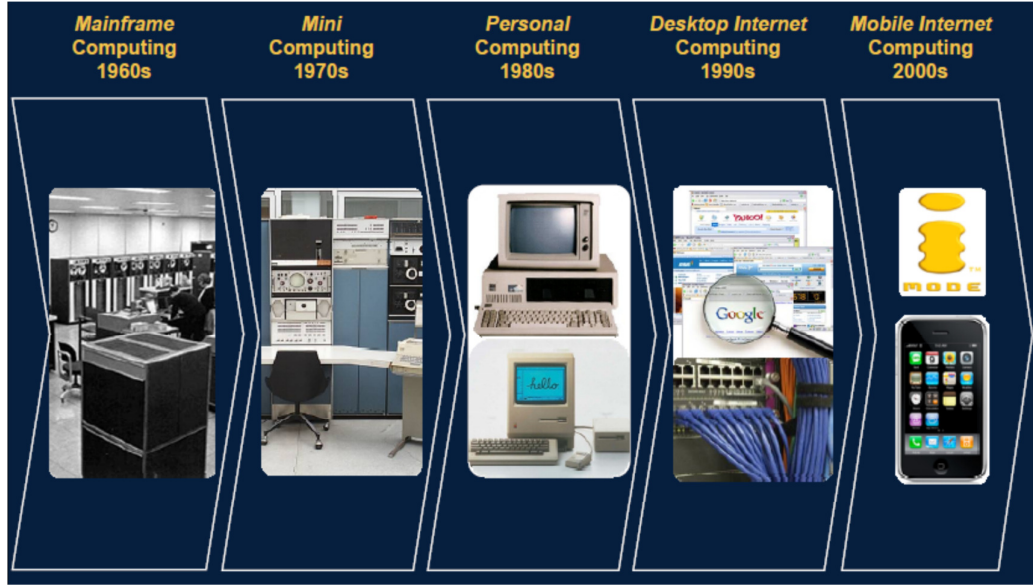 Mainframe
Computing
1960s
Mini
Computing
1970s
Personal
Computing
1980s
Desktop Internet
Computing
1990s
Mobile Internet
Computing
2000s
hello
YAHOO!
Google
TM
MODE